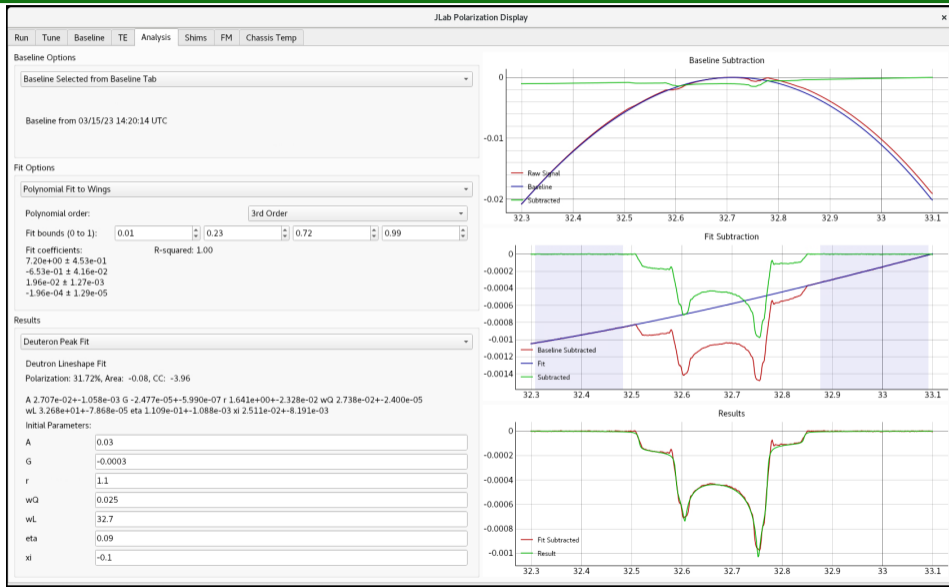 JLab Polarization Display
×
Run Tune Baseline TE Analysis Shims FM Chassis Temp
Baseline Options
Baseline Selected from Baseline Tab
Baseline from 03/15/23 14:20:14 UTC
Fit Options
Polynomial Fit to Wings
Polynomial order: 3rd Order
Fit bounds (0 to 1): 0.01 0.23 0.72 0.99
Fit coefficients: R-squared: 1.00
7.20e+00 ± 4.53e-01
-6.53e-01 ± 4.16e-02
1.96e-02 ± 1.27e-03
-1.96e-04 ± 1.29e-05
Results
Deuteron Peak Fit
Deutron Lineshape Fit
Polarization: 31.72%, Area: -0.08, CC: -3.96
A 2.707e-02+-1.058e-03 G -2.477e-05+-5.990e-07 r 1.641e+00+-2.328e-02 wQ 2.738e-02+-2.400e-05
wL 3.268e+01+-7.868e-05 eta 1.109e-01+-1.088e-03 xi 2.511e-02+-8.191e-03
Initial Parameters:
A 0.03
G -0.0003
r 1.1
wQ 0.025
wL 32.7
eta 0.09
xi -0.1
Baseline Subtraction
0
-0.01
-0.02
Raw Signal
Baseline
Subtracted
32.3 32.4 32.5 32.6 32.7 32.8 32.9 33 33.1
Fit Subtraction
0
-0.0002
-0.0004
-0.0006
-0.0008
-0.001
-0.0012
-0.0014
Baseline Subtracted
Fit
Subtracted
32.3 32.4 32.5 32.6 32.7 32.8 32.9 33 33.1
Results
0
-0.0002
-0.0004
-0.0006
-0.0008
-0.001
Fit Subtracted
Result
32.3 32.4 32.5 32.6 32.7 32.8 32.9 33 33.1